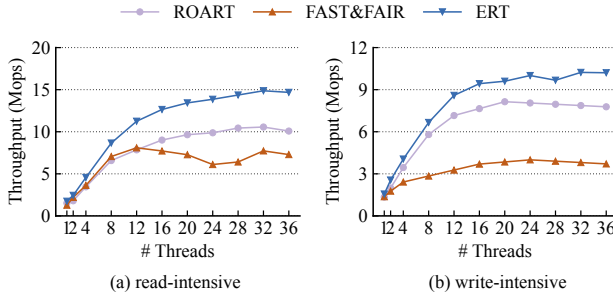 ROART FAST&FAIR ERT
Throughput (Mops)
20
15
10
5
0
1 2 4 8 12 16 20 24 28 32 36
# Threads
(a) read-intensive
Throughput (Mops)
12
9
6
3
0
1 2 4 8 12 16 20 24 28 32 36
# Threads
(b) write-intensive